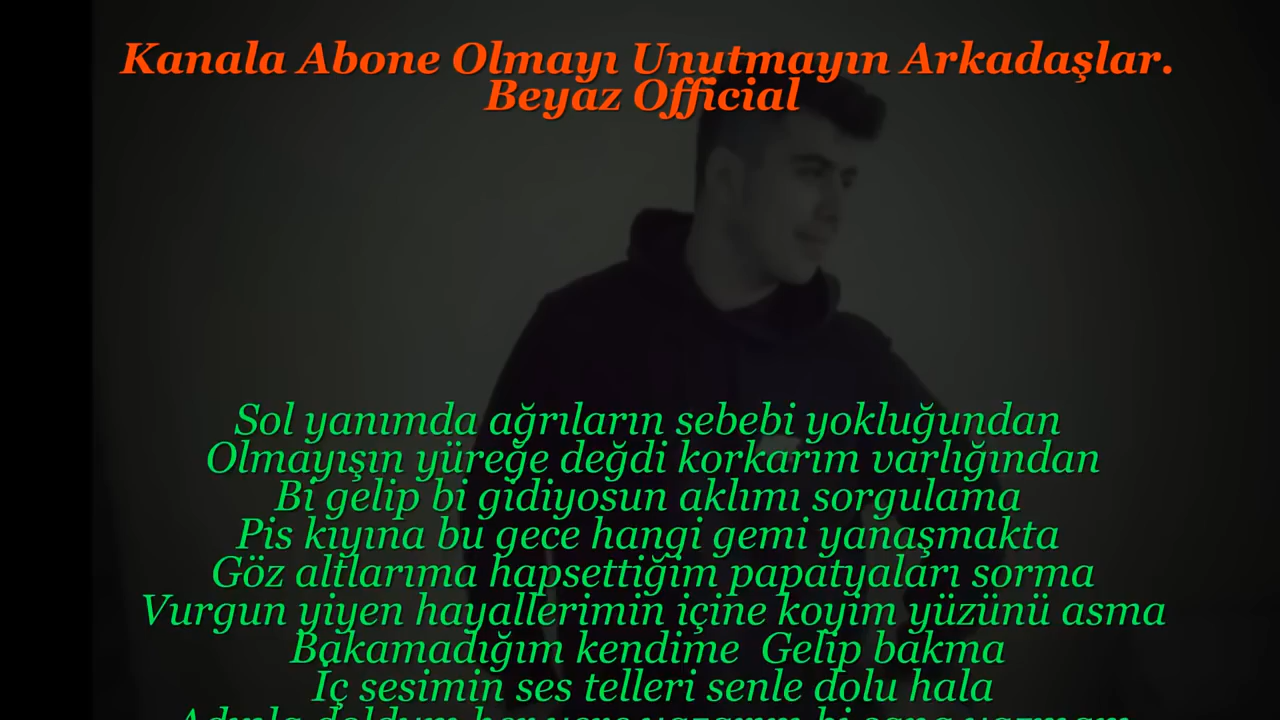 Kanala Abone Olmayı Unutmayın Arkadaşlar.
Beyaz Official
Sol yanımda ağrıların sebebi yokluğundan
Olmayışın yüreğe değdi korkarım varlığından
Bi gelip bi gidiyosun aklımı sorgulama
Pis kıyına bu gece hangi gemi yanaşmakta
Göz altlarıma hapsettiğim papatyaları sorma
Vurgun yiyen hayallerimin içine koyim yüzünü asma
Bakamadığım kendime  Gelip bakma
İç sesimin ses telleri senle dolu hala